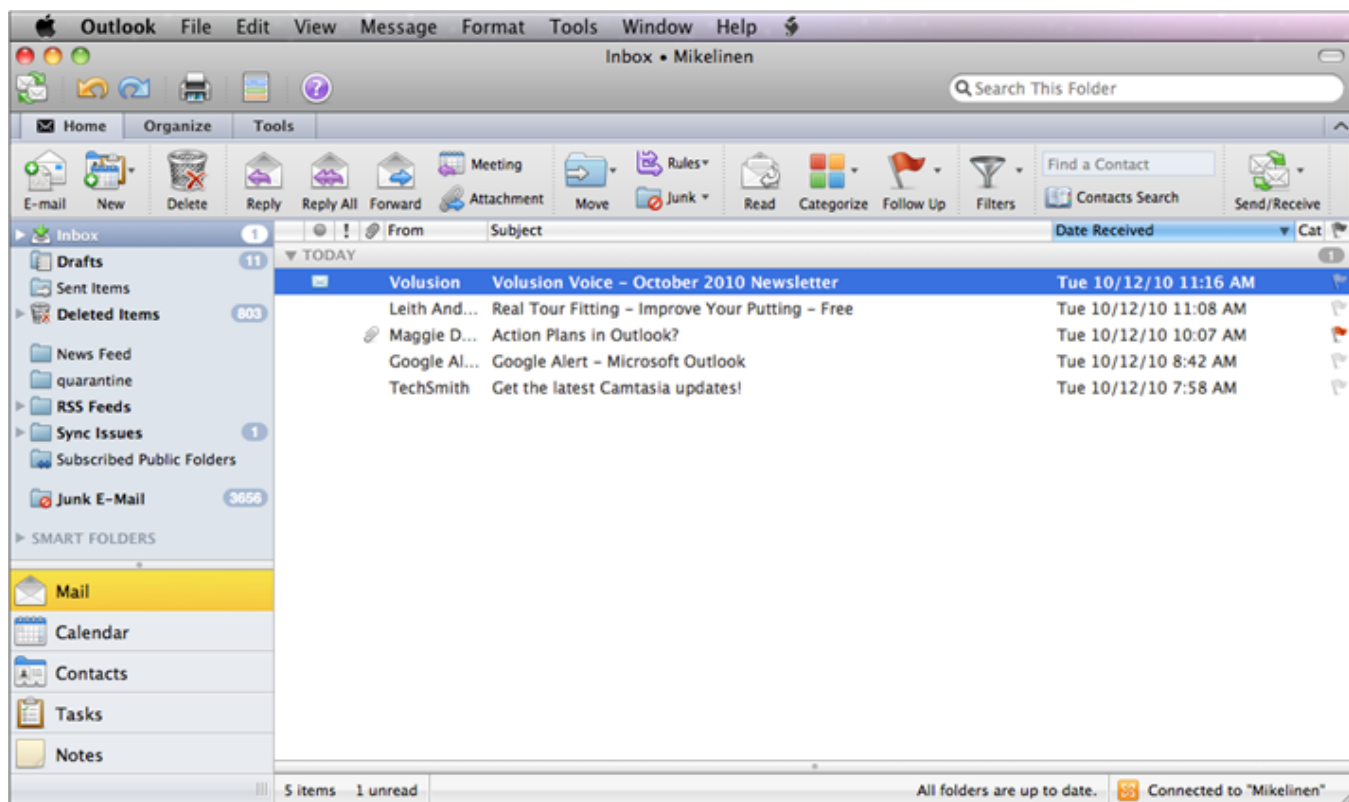 Outlook File Edit View Message Format Tools Window Help
Inbox • Mikelinen
Search This Folder
Home Organize Tools
E-mail New Delete Reply Reply All Forward Meeting Attachment Move Rules Junk Read Categorize Follow Up Filters Find a Contact Contacts Search Send/Receive
Inbox 1
Drafts 11
Sent Items
Deleted Items 803
News Feed
quarantine
RSS Feeds
Sync Issues 1
Subscribed Public Folders
Junk E-Mail 3656
SMART FOLDERS
Mail
Calendar
Contacts
Tasks
Notes
! From Subject Date Received Cat
TODAY 1
Volusion Volusion Voice – October 2010 Newsletter Tue 10/12/10 11:16 AM
Leith And... Real Tour Fitting – Improve Your Putting – Free Tue 10/12/10 11:08 AM
Maggie D... Action Plans in Outlook? Tue 10/12/10 10:07 AM
Google Al... Google Alert – Microsoft Outlook Tue 10/12/10 8:42 AM
TechSmith Get the latest Camtasia updates! Tue 10/12/10 7:58 AM
5 items 1 unread All folders are up to date. Connected to "Mikelinen"